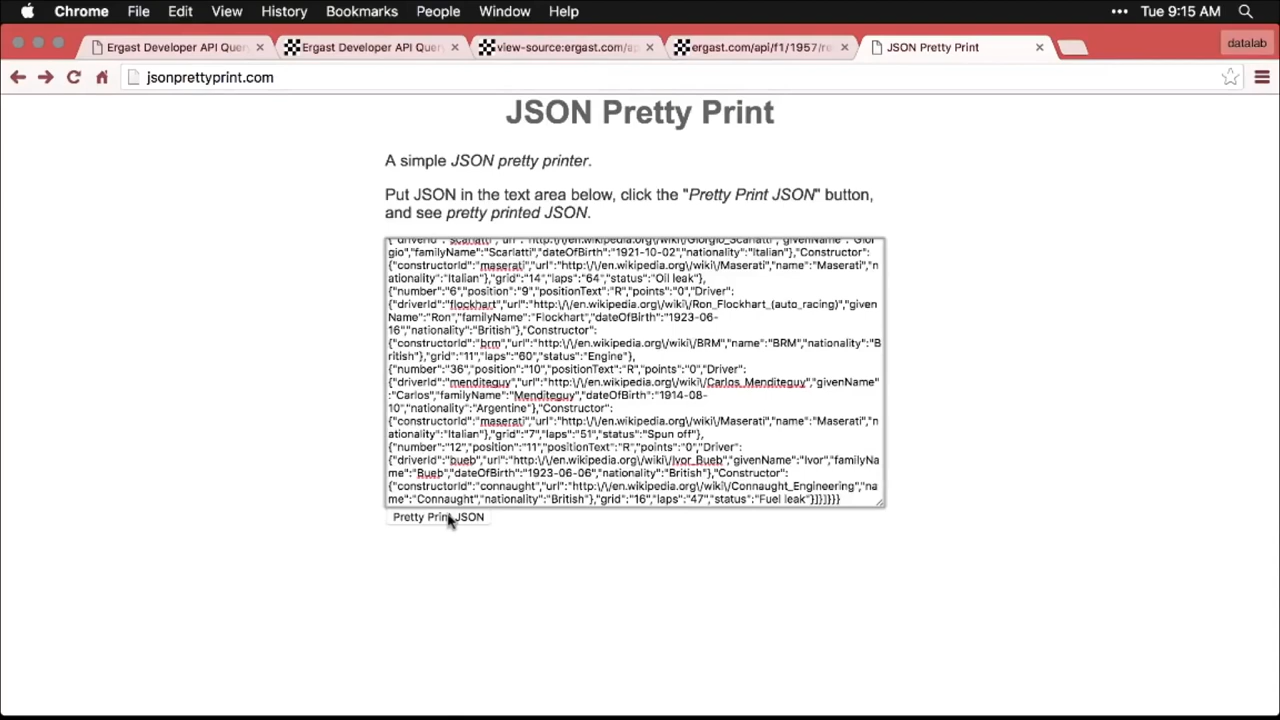 Chrome File Edit View History Bookmarks People Window Help ••• Tue 9:15 AM
Ergast Developer API Quer × Ergast Developer API Quer × view-source:ergast.com/ap × ergast.com/api/f1/1957/re × JSON Pretty Print × datalab
jsonprettyprint.com
JSON Pretty Print
A simple JSON pretty printer.
Put JSON in the text area below, click the "Pretty Print JSON" button,
and see pretty printed JSON.
{"driverId":"scarlatti","url":"http:\/\/en.wikipedia.org\/wiki\/Giorgio_Scarlatti","givenName":"Gior
gio","familyName":"Scarlatti","dateOfBirth":"1921-10-02","nationality":"Italian"},"Constructor":
{"constructorId":"maserati","url":"http:\/\/en.wikipedia.org\/wiki\/Maserati","name":"Maserati","n
ationality":"Italian"},"grid":"14","laps":"64","status":"Oil leak"},
{"number":"6","position":"9","positionText":"R","points":"0","Driver":
{"driverId":"flockhart","url":"http:\/\/en.wikipedia.org\/wiki\/Ron_Flockhart_(auto_racing)","given
Name":"Ron","familyName":"Flockhart","dateOfBirth":"1923-06-
16","nationality":"British"},"Constructor":
{"constructorId":"brm","url":"http:\/\/en.wikipedia.org\/wiki\/BRM","name":"BRM","nationality":"B
ritish"},"grid":"11","laps":"60","status":"Engine"},
{"number":"36","position":"10","positionText":"R","points":"0","Driver":
{"driverId":"menditeguy","url":"http:\/\/en.wikipedia.org\/wiki\/Carlos_Menditeguy","givenName"
:"Carlos","familyName":"Menditeguy","dateOfBirth":"1914-08-
10","nationality":"Argentine"},"Constructor":
{"constructorId":"maserati","url":"http:\/\/en.wikipedia.org\/wiki\/Maserati","name":"Maserati","n
ationality":"Italian"},"grid":"7","laps":"51","status":"Spun off"},
{"number":"12","position":"11","positionText":"R","points":"0","Driver":
{"driverId":"bueb","url":"http:\/\/en.wikipedia.org\/wiki\/Ivor_Bueb","givenName":"Ivor","familyNa
me":"Bueb","dateOfBirth":"1923-06-06","nationality":"British"},"Constructor":
{"constructorId":"connaught","url":"http:\/\/en.wikipedia.org\/wiki\/Connaught_Engineering","na
me":"Connaught","nationality":"British"},"grid":"16","laps":"47","status":"Fuel leak"}]}]}}}
Pretty Print JSON